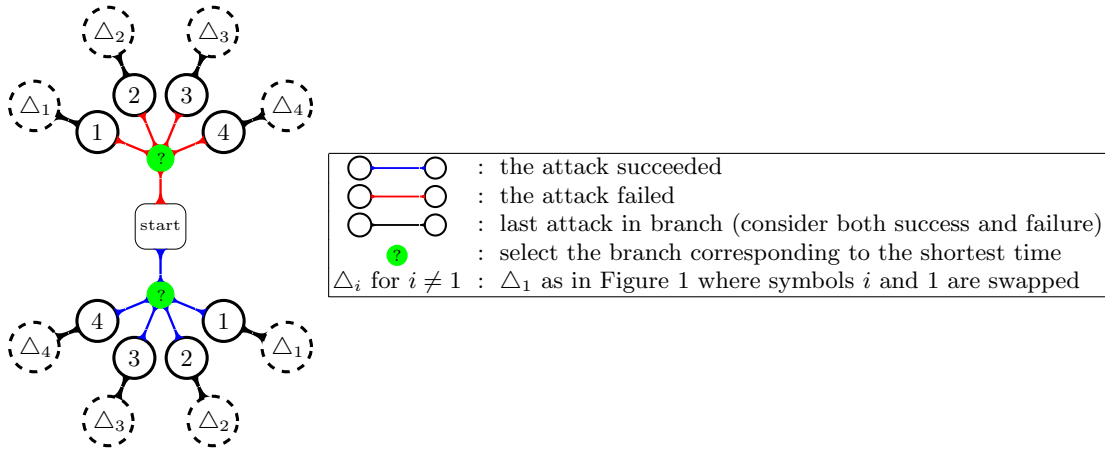 △₂ △₃
△₁ 2 3 △₄
1 4
?
start
?
4 1
△₄ 3 2 △₁
△₃ △₂
: the attack succeeded
: the attack failed
: last attack in branch (consider both success and failure)
? : select the branch corresponding to the shortest time
△ᵢ for i ≠ 1 : △₁ as in Figure 1 where symbols i and 1 are swapped